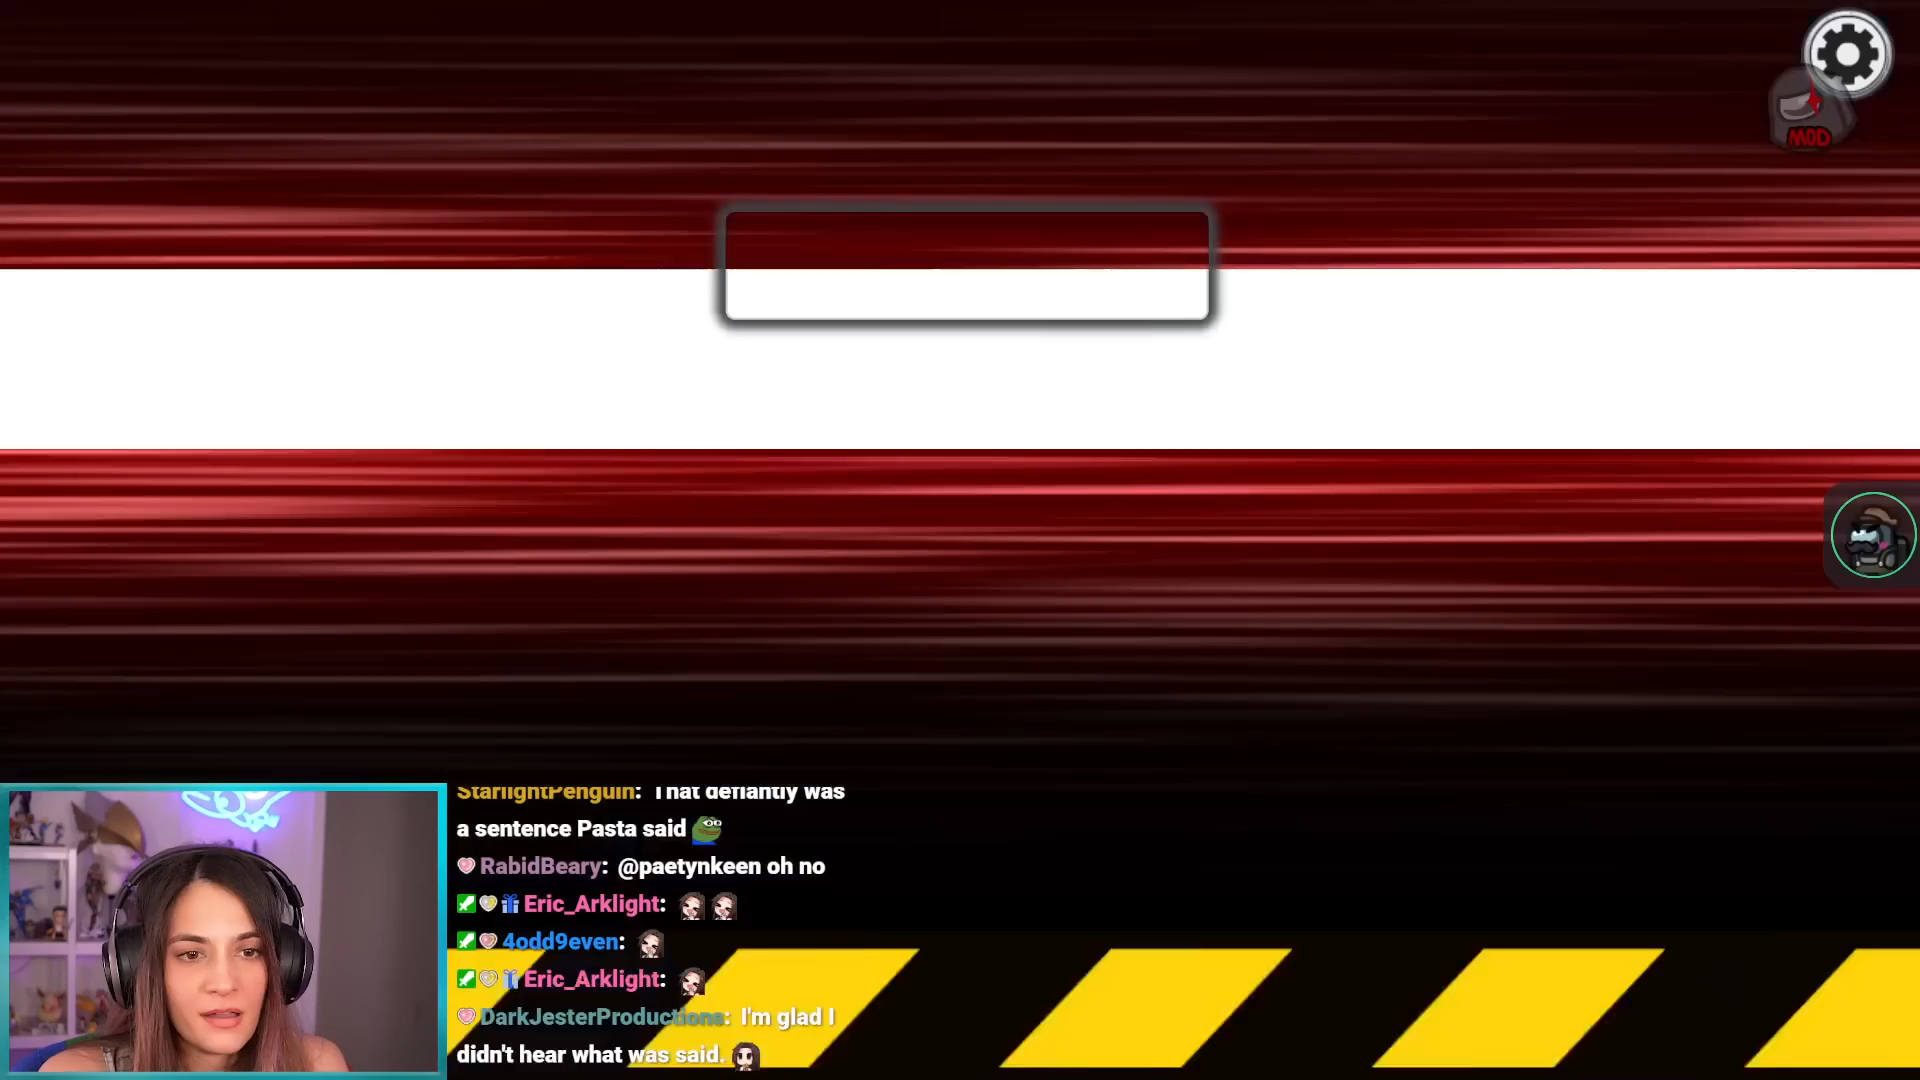 MOD
StarlightPenguin: That defiantly was
a sentence Pasta said
RabidBeary: @paetynkeen oh no
Eric_Arklight:
4odd9even:
Eric_Arklight:
DarkJesterProductions: I'm glad I
didn't hear what was said.